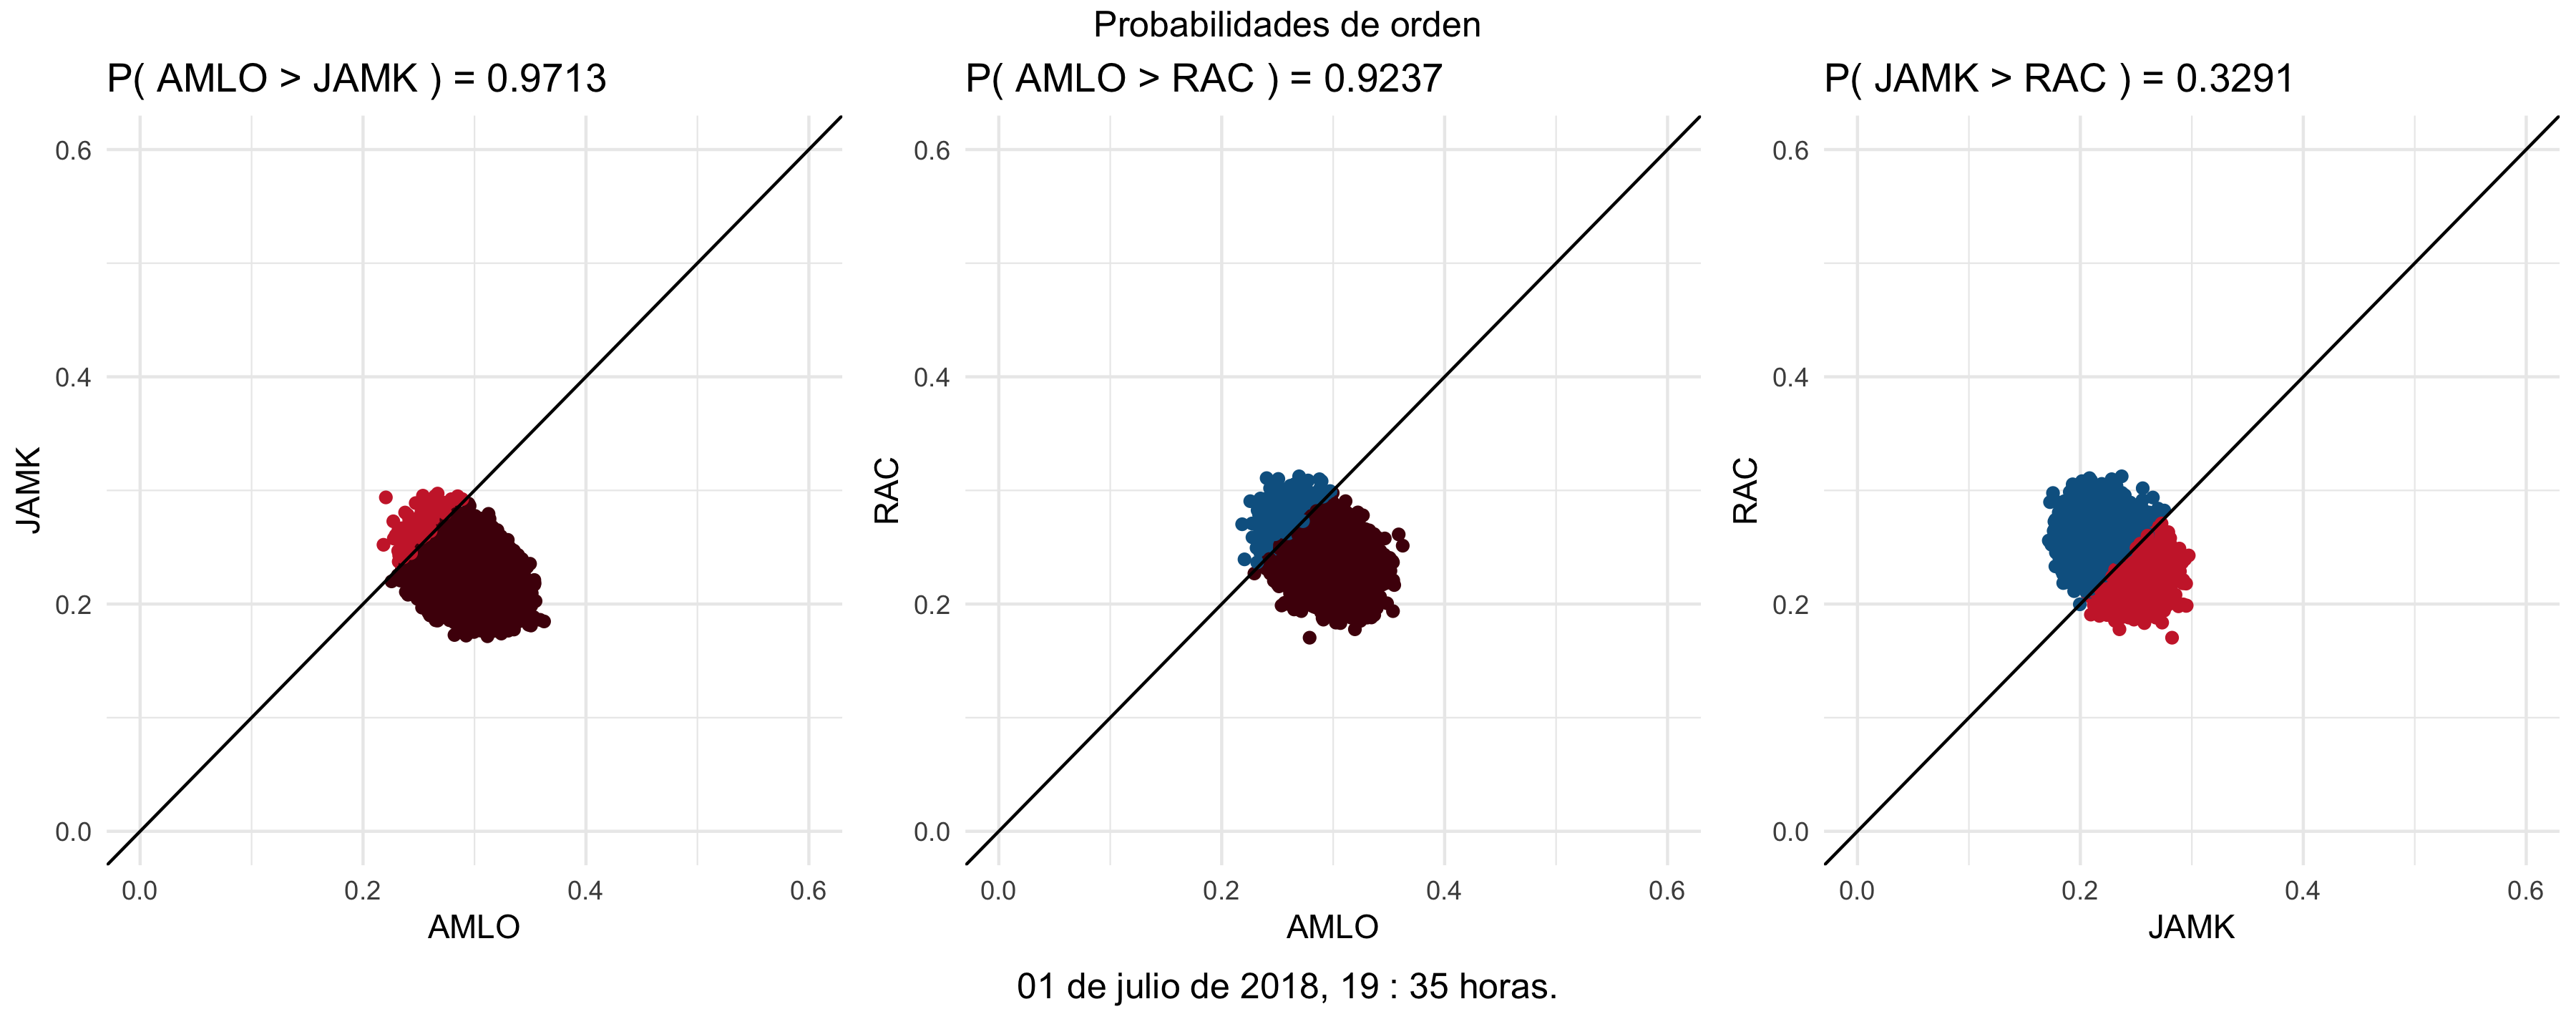 Probabilidades de orden
P( AMLO > JAMK ) = 0.9713
0.6
0.4
0.2
0.0
JAMK
0.0 0.2 0.4 0.6
AMLO
P( AMLO > RAC ) = 0.9237
0.6
0.4
0.2
0.0
RAC
0.0 0.2 0.4 0.6
AMLO
P( JAMK > RAC ) = 0.3291
0.6
0.4
0.2
0.0
RAC
0.0 0.2 0.4 0.6
JAMK
01 de julio de 2018, 19 : 35 horas.